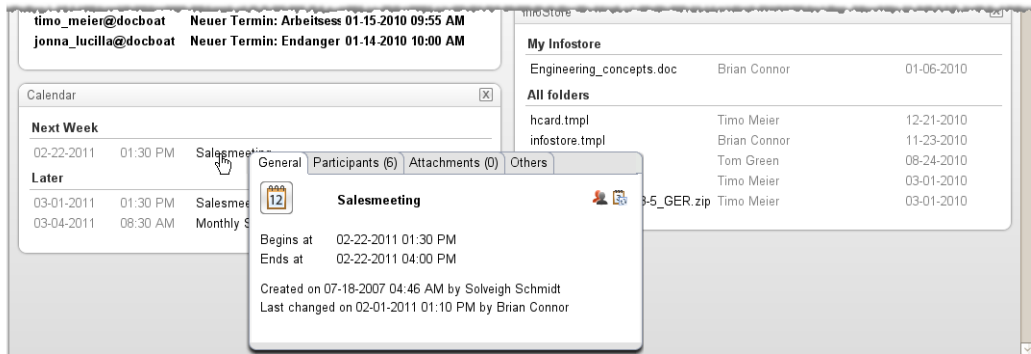 timo_meier@docboat Neuer Termin: Arbeitsess 01-15-2010 09:55 AM
jonna_lucilla@docboat Neuer Termin: Endanger 01-14-2010 10:00 AM
Calendar
Next Week
02-22-2011 01:30 PM Salesmeeting
Later
03-01-2011 01:30 PM Salesmee
03-04-2011 08:30 AM Monthly S
InfoStore
My Infostore
Engineering_concepts.doc Brian Connor 01-06-2010
All folders
hcard.tmpl Timo Meier 12-21-2010
infostore.tmpl Brian Connor 11-23-2010
Tom Green 08-24-2010
Timo Meier 03-01-2010
3-5_GER.zip Timo Meier 03-01-2010
General Participants (6) Attachments (0) Others
12 Salesmeeting
Begins at 02-22-2011 01:30 PM
Ends at 02-22-2011 04:00 PM
Created on 07-18-2007 04:46 AM by Solveigh Schmidt
Last changed on 02-01-2011 01:10 PM by Brian Connor